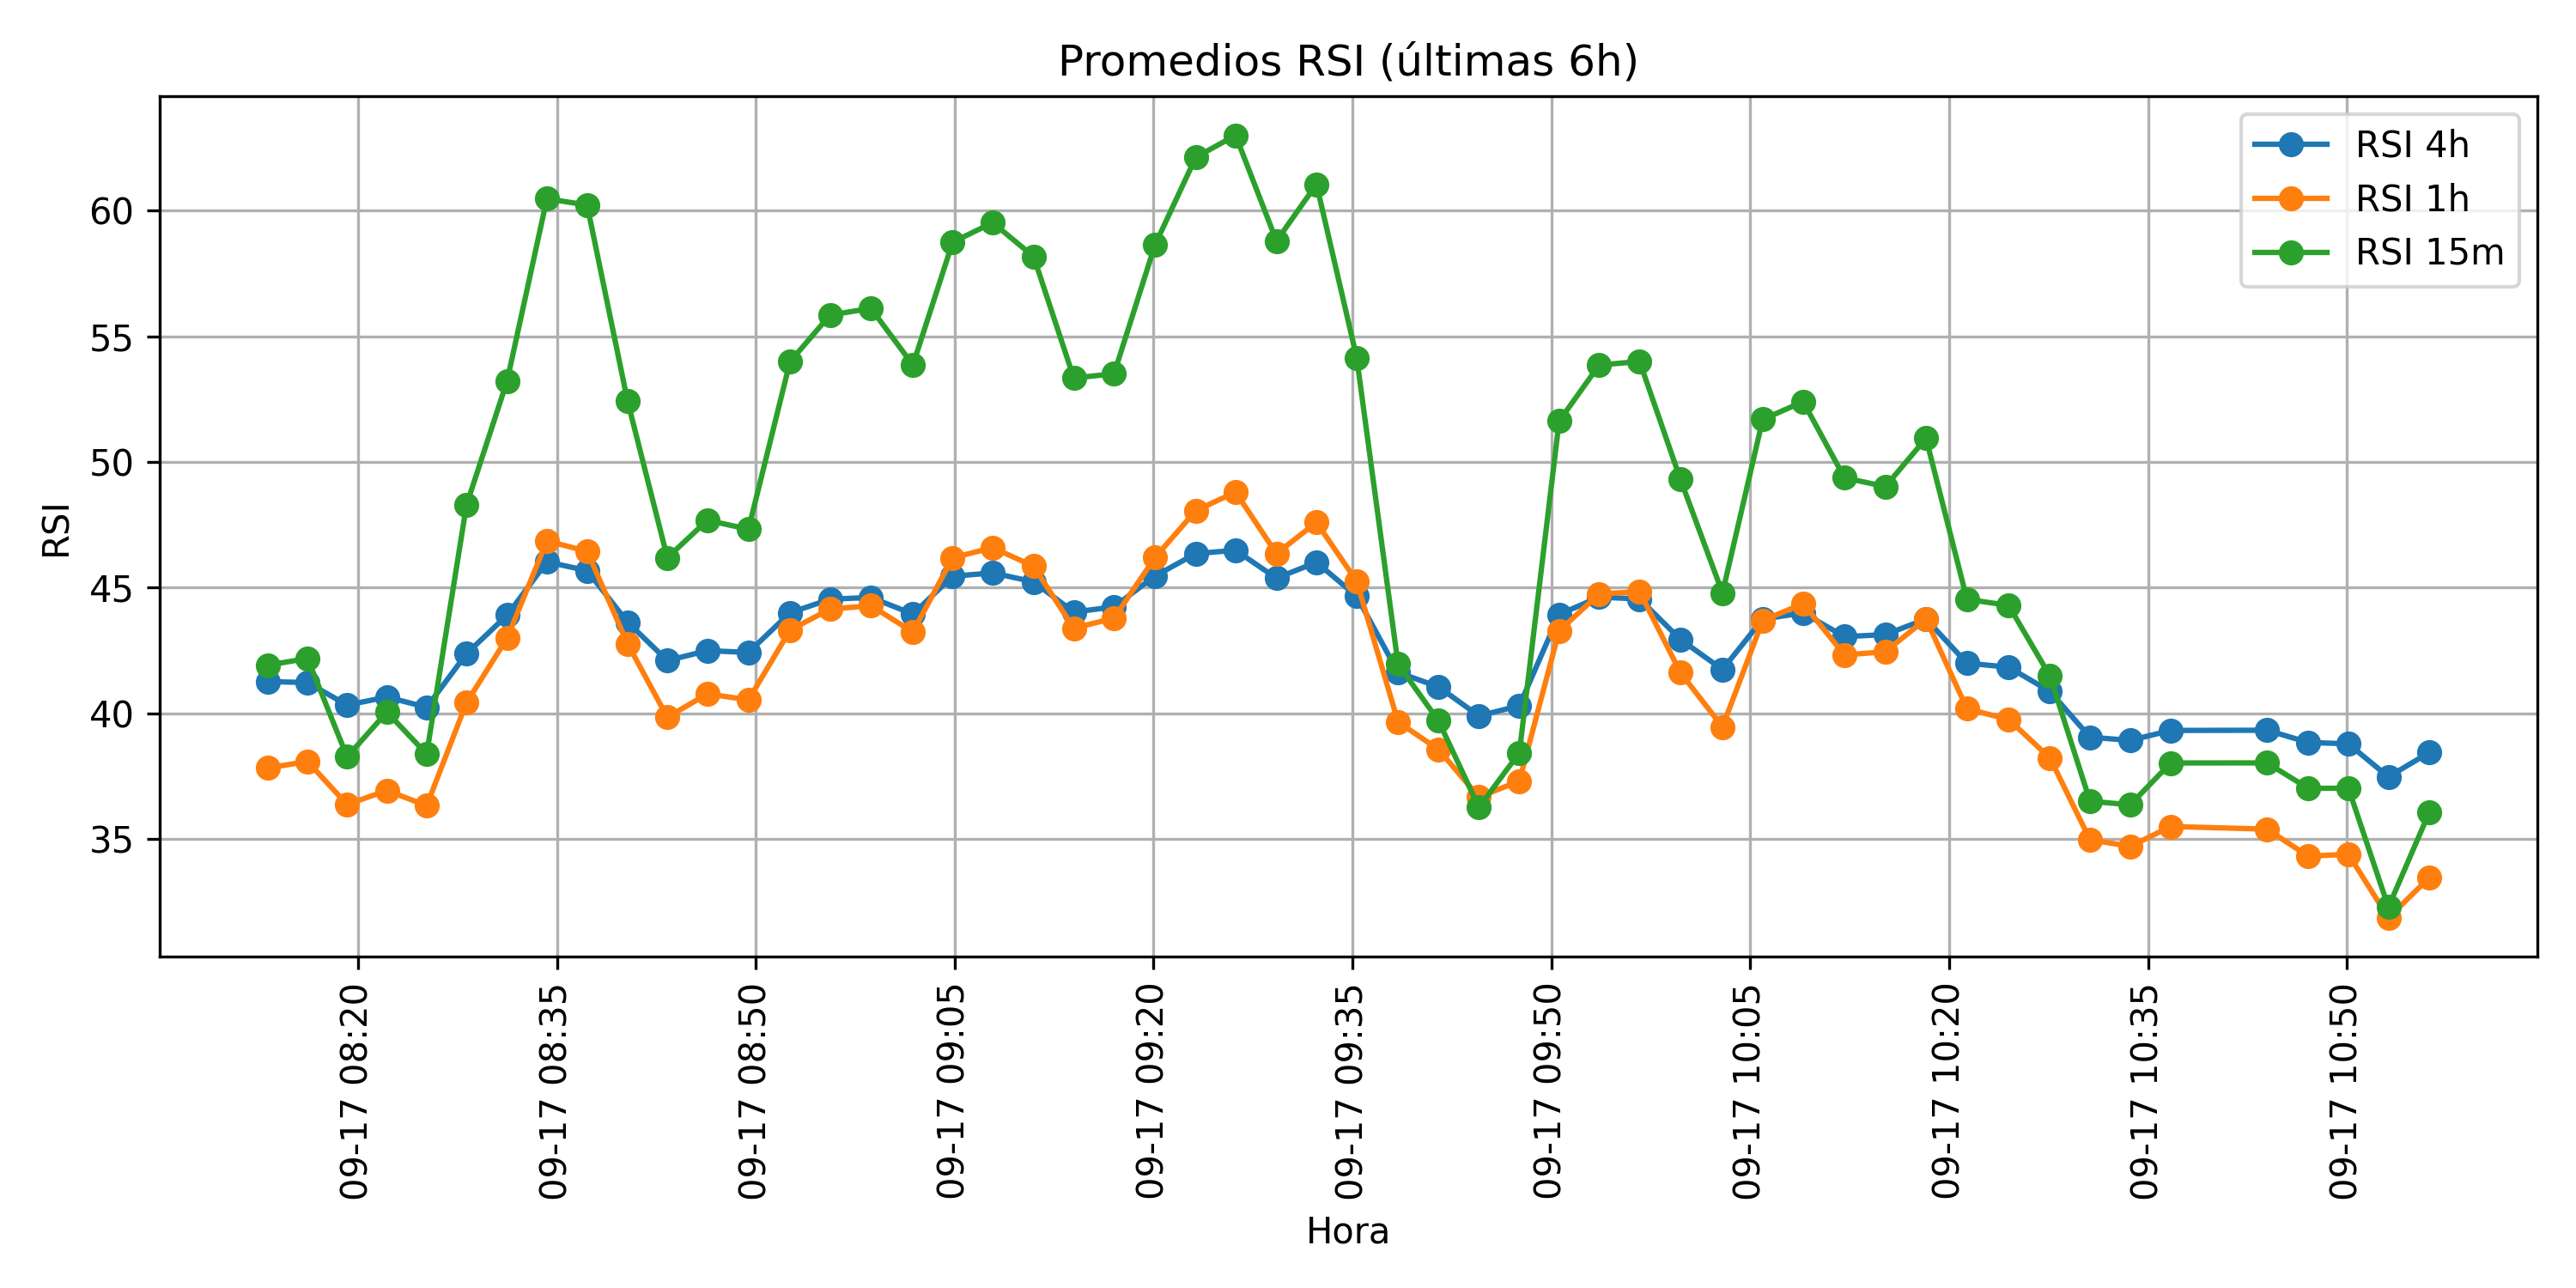 Promedios RSI (últimas 6h)
RSI 4h
RSI 1h
RSI 15m
RSI
60
55
50
45
40
35
09-17 08:20
09-17 08:35
09-17 08:50
09-17 09:05
09-17 09:20
09-17 09:35
09-17 09:50
09-17 10:05
09-17 10:20
09-17 10:35
09-17 10:50
Hora